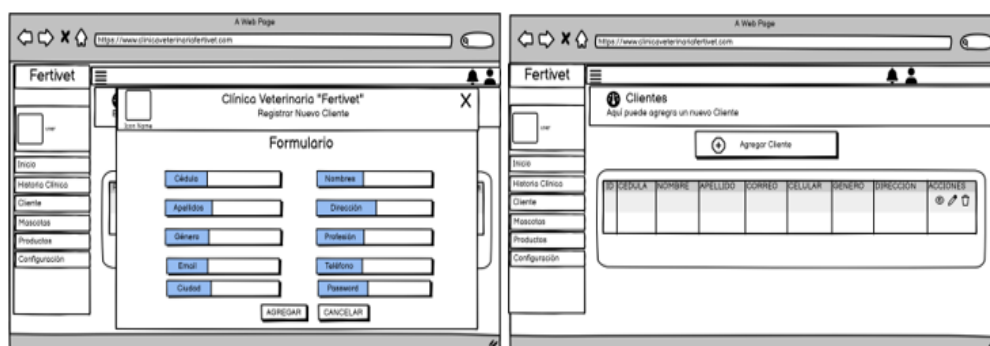 A Web Page
https://www.clinicaveterinariafertivet.com
Fertivet
user
Inicio
Historia Clínica
Cliente
Mascotas
Productos
Configuración
Icon Name
Clínica Veterinaria "Fertivet"
X
Registrar Nuevo Cliente
Formulario
Cédula
Nombres
Apellidos
Dirección
Género
Profesión
Email
Teléfono
Ciudad
Password
AGREGAR
CANCELAR
A Web Page
https://www.clinicaveterinariafertivet.com
Fertivet
user
Inicio
Historia Clínica
Cliente
Mascotas
Productos
Configuración
Clientes
Aquí puede agregra un nuevo Cliente
Agregar Cliente
ID CEDULA NOMBRE APELLIDO CORREO CELULAR GENERO DIRECCION ACCIONES